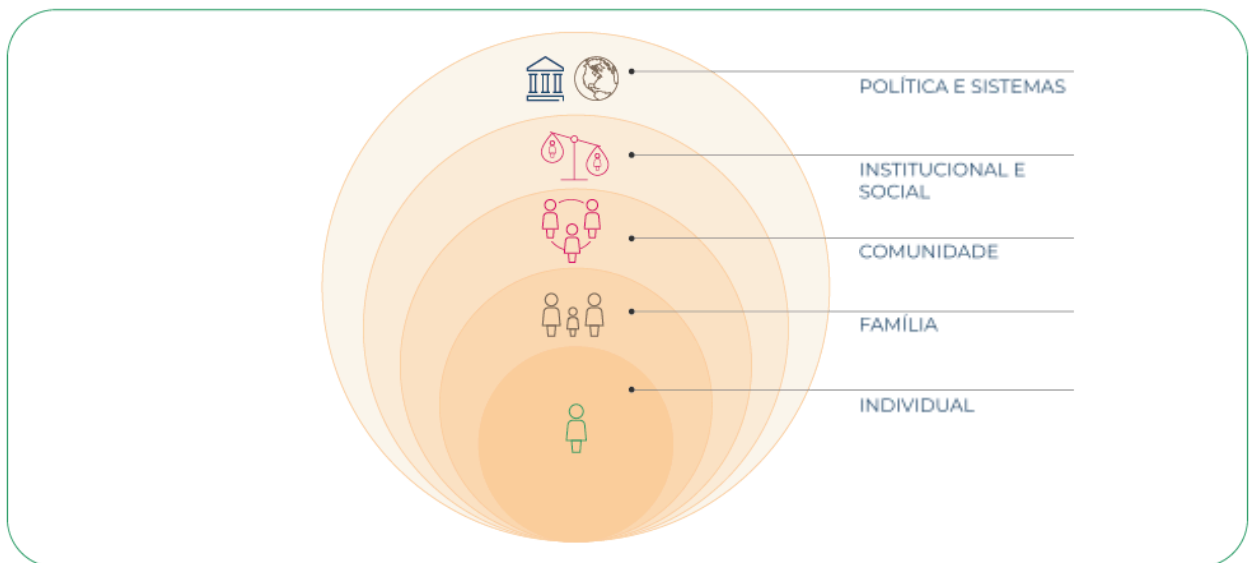 POLÍTICA E SISTEMAS
INSTITUCIONAL E
SOCIAL
COMUNIDADE
FAMÍLIA
INDIVIDUAL